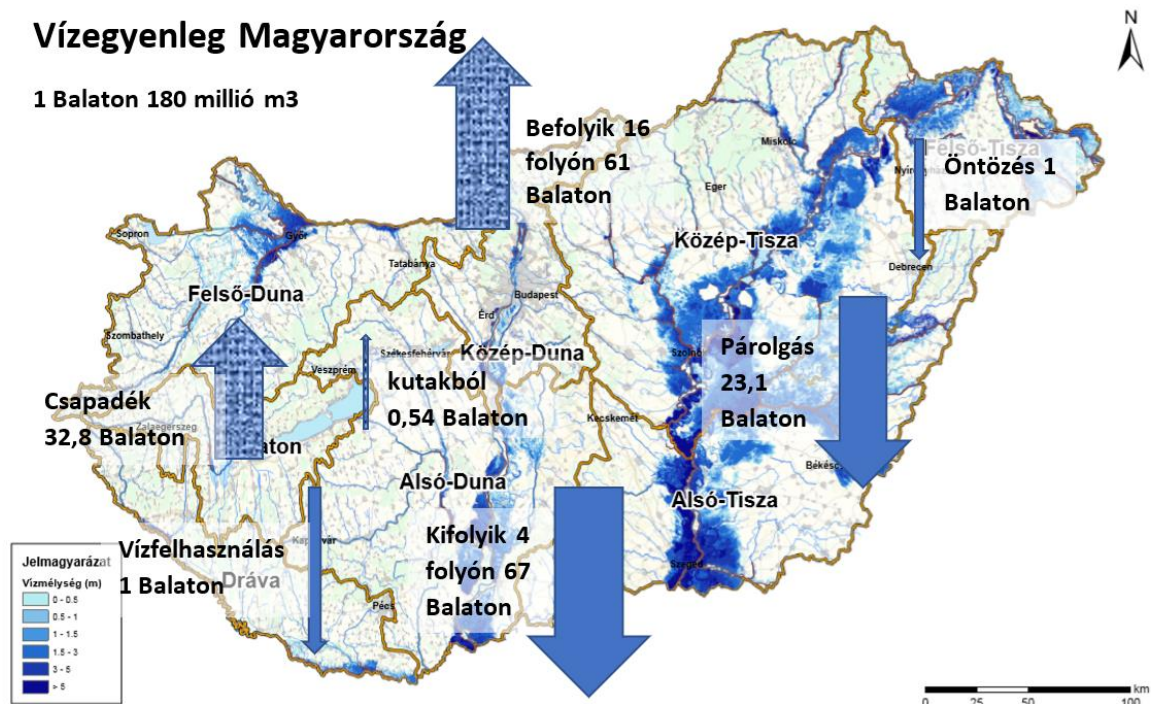 Vízegyenleg Magyarország
1 Balaton 180 millió m3
N
Befolyik 16
folyón 61
Balaton
Miskolc
Eger
Felső-Tisza
Öntözés 1
Balaton
Debrecen
Sopron
Győr
Tatabánya
Közép-Tisza
Felső-Duna
Budapest
Érd
Szombathely
Székesfehérvár
Közép-Duna
Veszprém
kutakból
0,54 Balaton
Szolnok
Párolgás
23,1
Balaton
Csapadék
32,8 Balaton
Zalaegerszeg
Kecskemét
Alsó-Duna
Alsó-Tisza
Vízfelhasználás
1 Balaton
Dráva
Kifolyik 4
folyón 67
Balaton
Pécs
Szeged
Jelmagyarázat
Vízmélység (m)
0 - 0.5
0.5 - 1
1 - 1.5
1.5 - 3
3 - 5
> 5
km
0 25 50 100